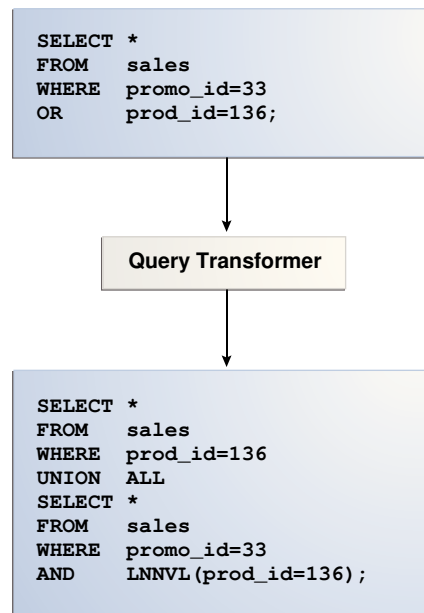 SELECT *
FROM sales
WHERE promo_id=33
OR prod_id=136;
Query Transformer
SELECT *
FROM sales
WHERE prod_id=136
UNION ALL
SELECT *
FROM sales
WHERE promo_id=33
AND LNNVL(prod_id=136);